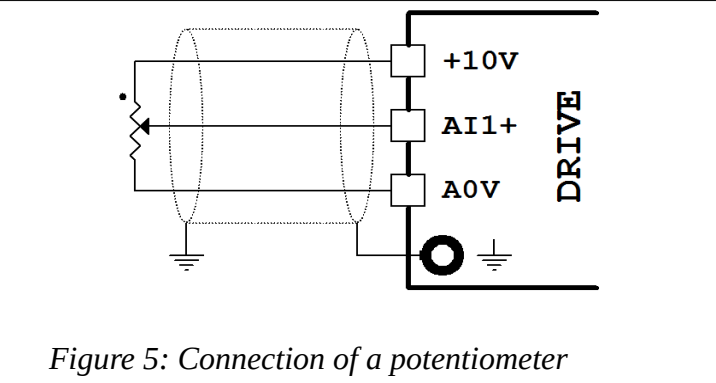 +10V
AI1+
A0V
DRIVE
Figure 5: Connection of a potentiometer